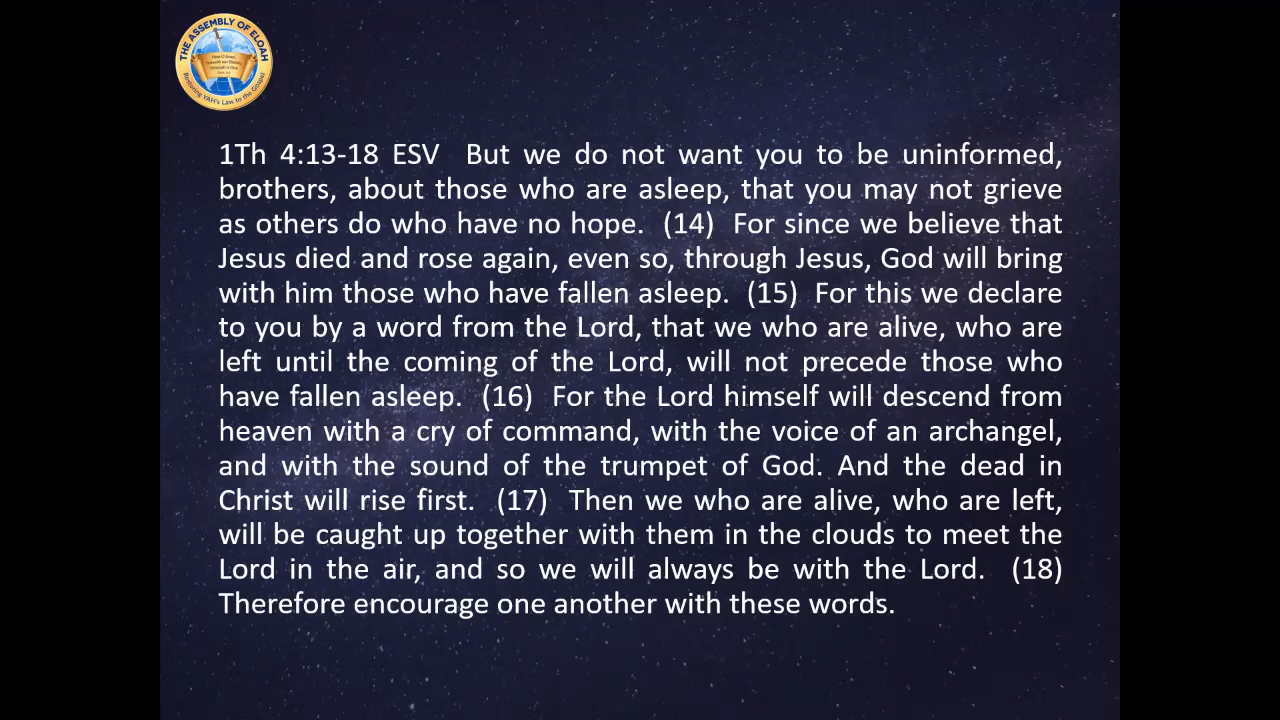 THE ASSEMBLY OF ELOAH
Restoring YAH's Law to the Gospel
1Th 4:13-18 ESV  But we do not want you to be uninformed,
brothers, about those who are asleep, that you may not grieve
as others do who have no hope.  (14)  For since we believe that
Jesus died and rose again, even so, through Jesus, God will bring
with him those who have fallen asleep.  (15)  For this we declare
to you by a word from the Lord, that we who are alive, who are
left until the coming of the Lord, will not precede those who
have fallen asleep.  (16)  For the Lord himself will descend from
heaven with a cry of command, with the voice of an archangel,
and with the sound of the trumpet of God. And the dead in
Christ will rise first.  (17)  Then we who are alive, who are left,
will be caught up together with them in the clouds to meet the
Lord in the air, and so we will always be with the Lord.  (18)
Therefore encourage one another with these words.